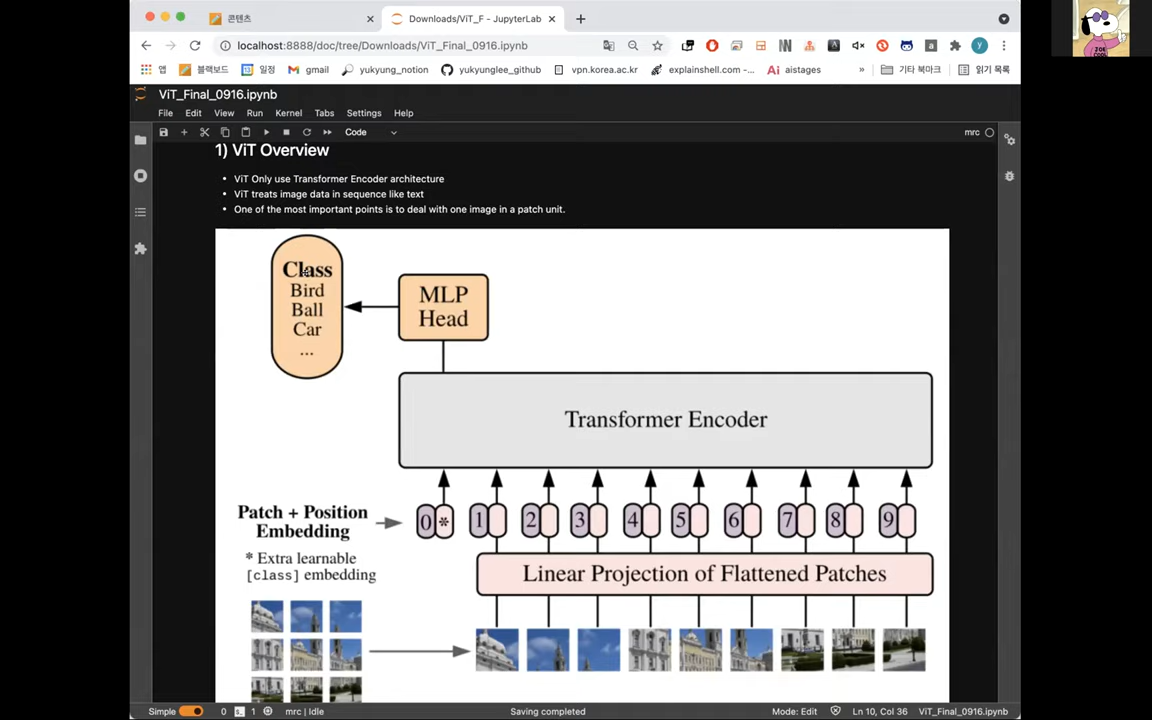 콘텐츠
Downloads/ViT_F - JupyterLab
localhost:8888/doc/tree/Downloads/ViT_Final_0916.ipynb
앱
블랙보드
일정
gmail
yukyung_notion
yukyunglee_github
vpn.korea.ac.kr
explainshell.com -...
aistages
»
기타 북마크
읽기 목록
ViT_Final_0916.ipynb
File Edit View Run Kernel Tabs Settings Help
Code
mrc
1) ViT Overview
• ViT Only use Transformer Encoder architecture
• ViT treats image data in sequence like text
• One of the most important points is to deal with one image in a patch unit.
Class
Bird
Ball
Car
...
MLP
Head
Transformer Encoder
Patch + Position
Embedding
0 * 1 2 3 4 5 6 7 8 9
* Extra learnable
[class] embedding
Linear Projection of Flattened Patches
Simple 0 1 mrc | Idle Saving completed Mode: Edit Ln 10, Col 36 ViT_Final_0916.ipynb